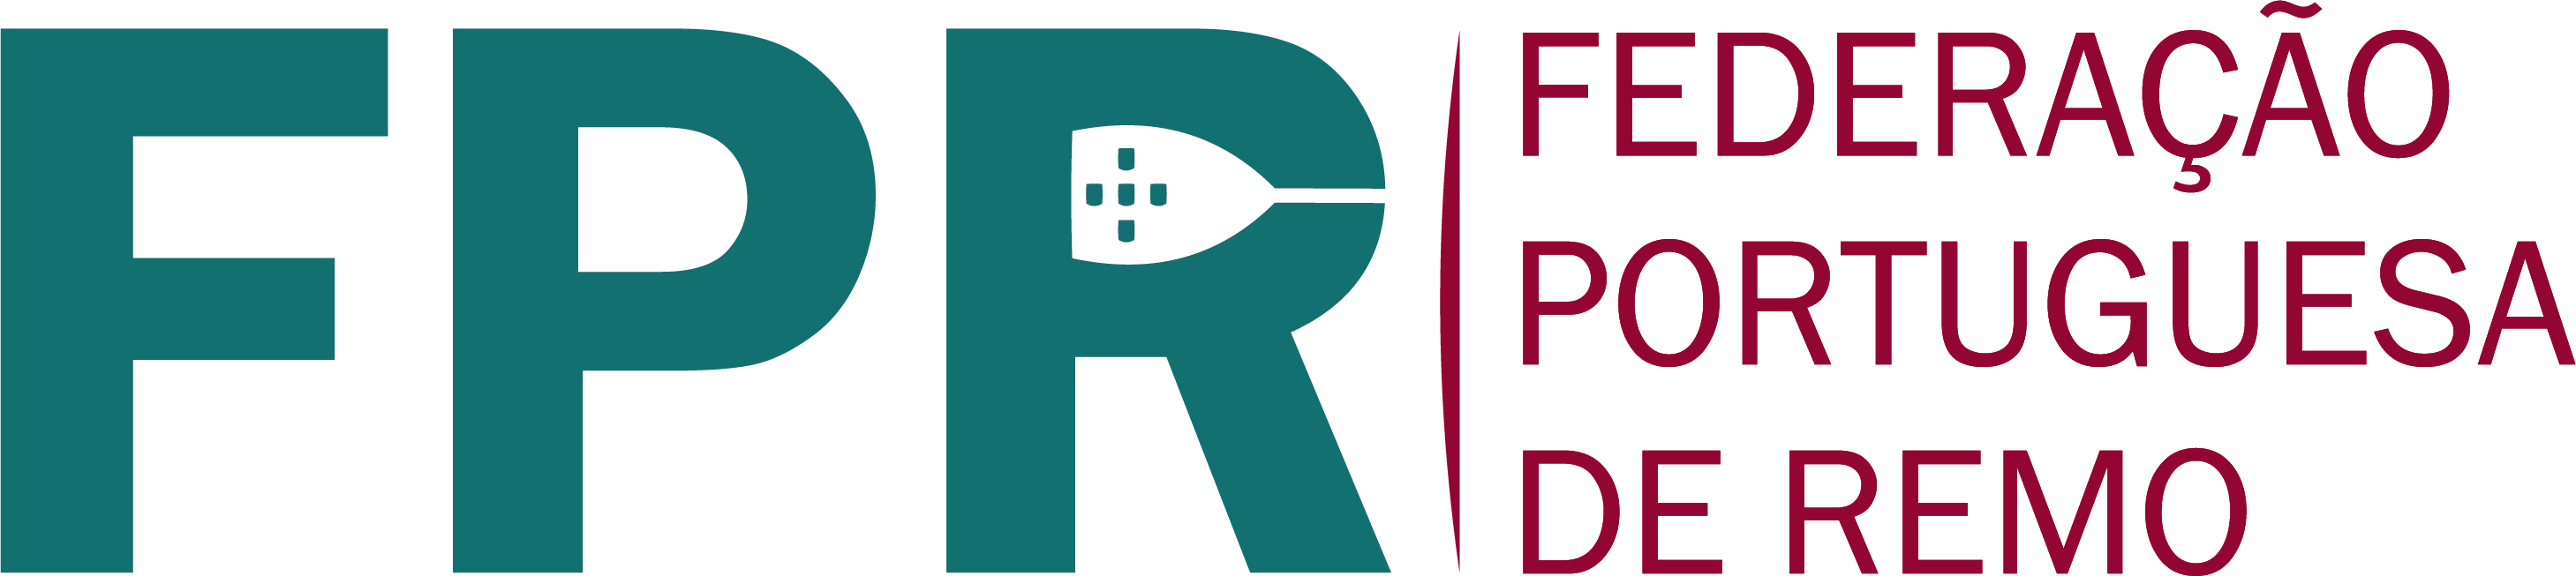 FPR
FEDERAÇÃO
PORTUGUESA
DE REMO